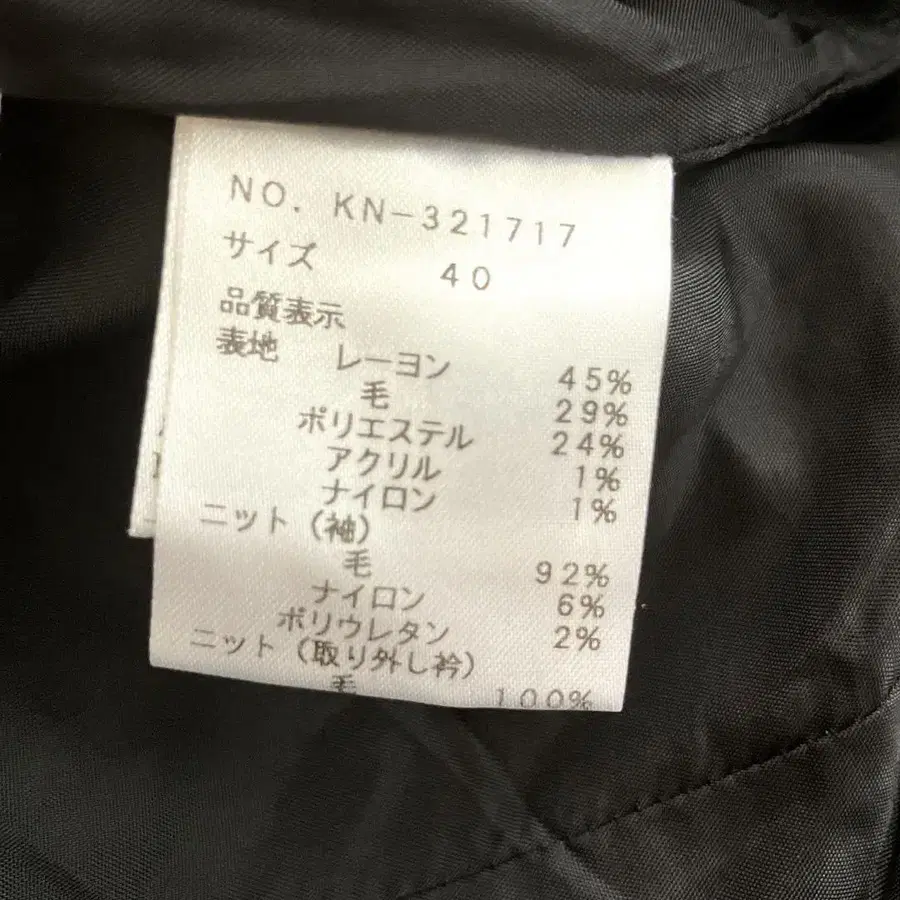 NO. KN-321717
サイズ 40
品質表示
表地 レーヨン 45%
毛 29%
ポリエステル 24%
アクリル 1%
ナイロン 1%
ニット(袖)
毛 92%
ナイロン 6%
ポリウレタン 2%
ニット(取り外し衿)
毛 100%